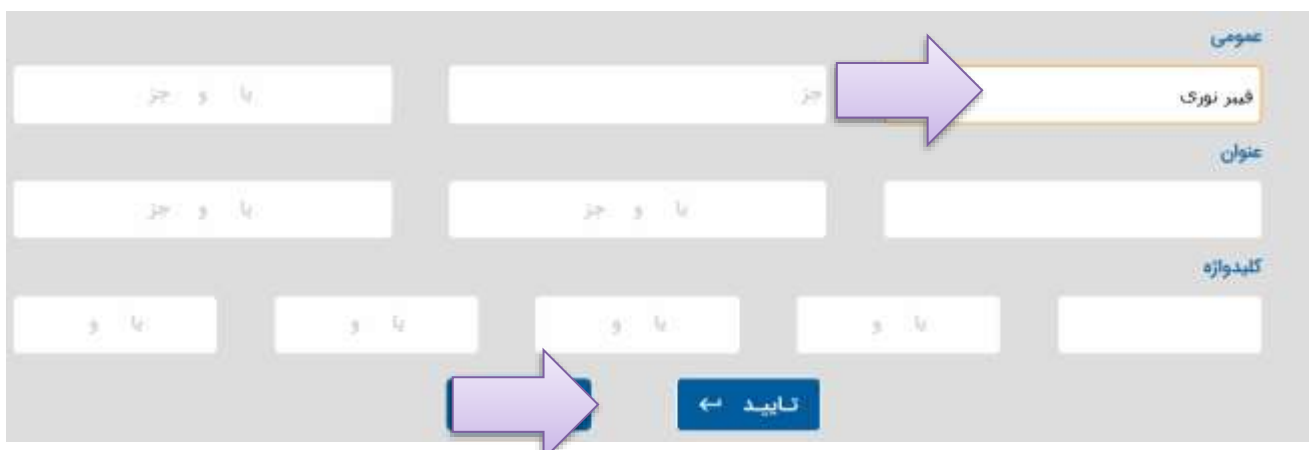 عمومی
فیبر نوری جز یا و جز
عنوان
یا و جز یا و جز
کلیدواژه
یا و یا و یا و یا و
تایید